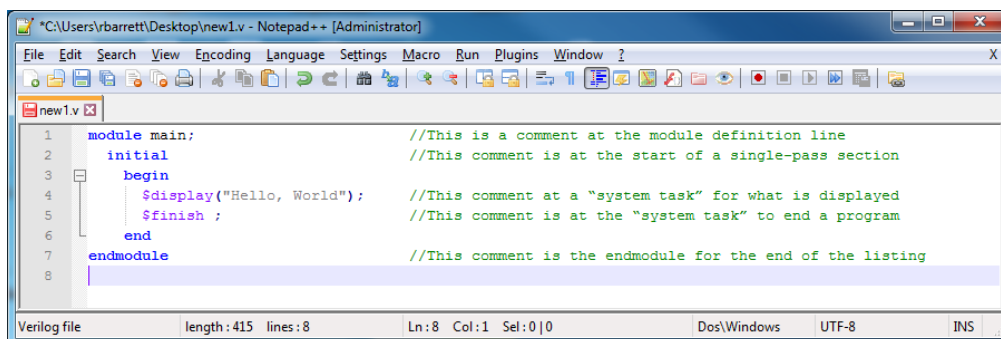 *C:\Users\rbarrett\Desktop\new1.v - Notepad++ [Administrator]
File Edit Search View Encoding Language Settings Macro Run Plugins Window ? X
new1.v
1 module main; //This is a comment at the module definition line
2 initial //This comment is at the start of a single-pass section
3 begin
4 $display("Hello, World"); //This comment at a “system task” for what is displayed
5 $finish ; //This comment is at the “system task” to end a program
6 end
7 endmodule //This comment is the endmodule for the end of the listing
8
Verilog file length : 415 lines : 8 Ln : 8 Col : 1 Sel : 0 | 0 Dos\Windows UTF-8 INS